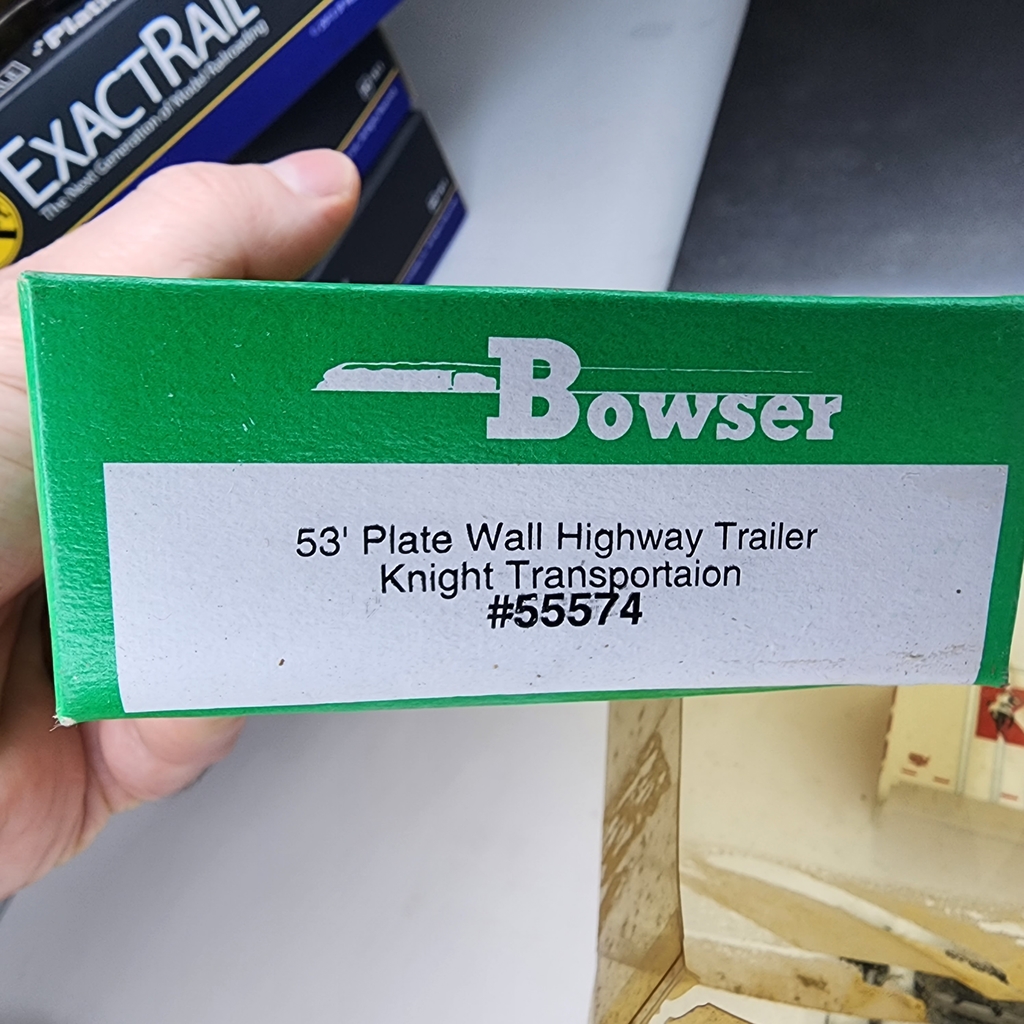 EXACTRAIL
The Next Generation of Model Railroading
Bowser
53' Plate Wall Highway Trailer
Knight Transportaion
#55574